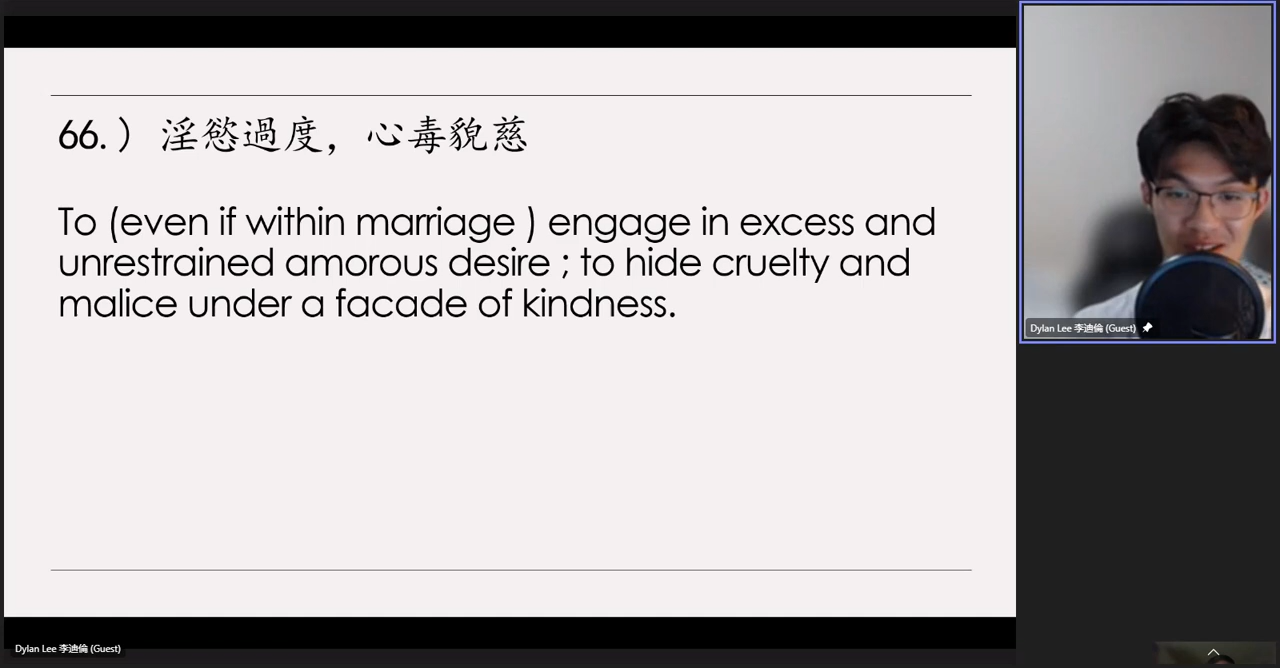 66.） 淫慾過度，心毒貌慈
To (even if within marriage ) engage in excess and
unrestrained amorous desire ; to hide cruelty and
malice under a facade of kindness.
Dylan Lee 李迪倫 (Guest)
Dylan Lee 李迪倫 (Guest)